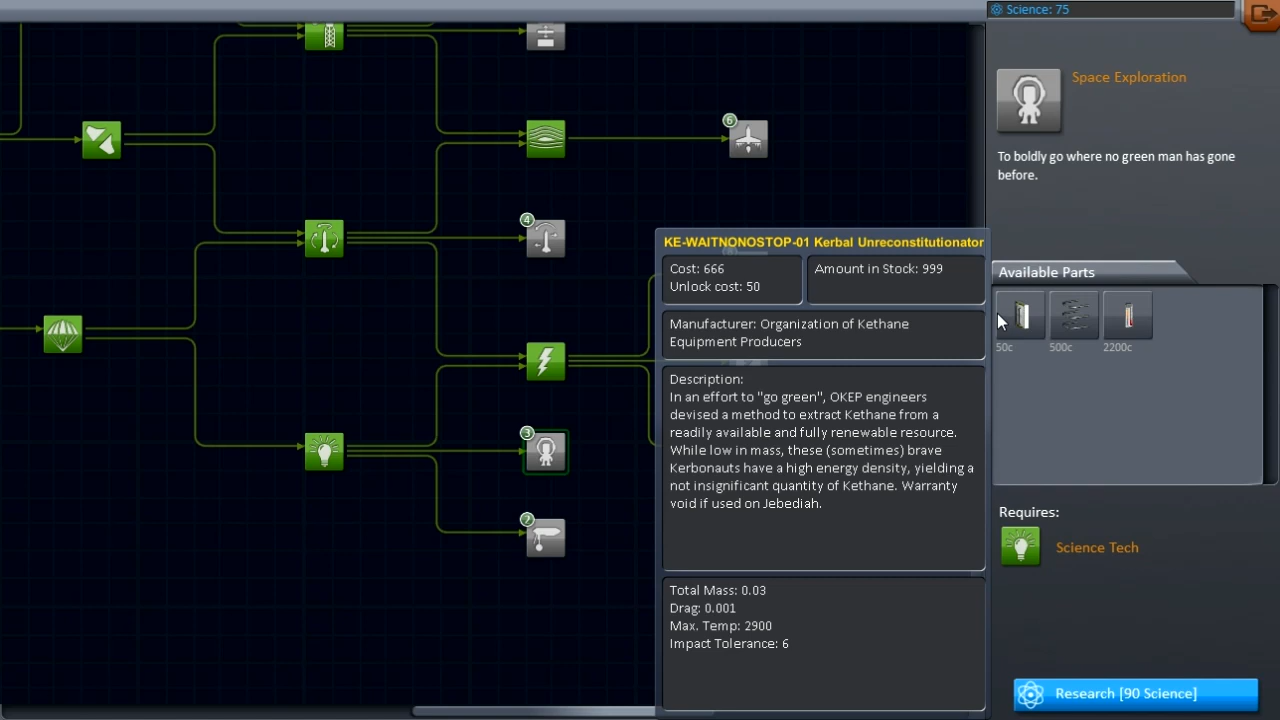 Science: 75
Space Exploration
To boldly go where no green man has gone
before.
6
4
3
2
KE-WAITNONOSTOP-01 Kerbal Unreconstitutionator
Cost: 666
Unlock cost: 50
Amount in Stock: 999
Manufacturer: Organization of Kethane
Equipment Producers
Description:
In an effort to "go green", OKEP engineers
devised a method to extract Kethane from a
readily available and fully renewable resource.
While low in mass, these (sometimes) brave
Kerbonauts have a high energy density, yielding a
not insignificant quantity of Kethane. Warranty
void if used on Jebediah.
Total Mass: 0.03
Drag: 0.001
Max. Temp: 2900
Impact Tolerance: 6
Available Parts
50c 500c 2200c
Requires:
Science Tech
Research [90 Science]